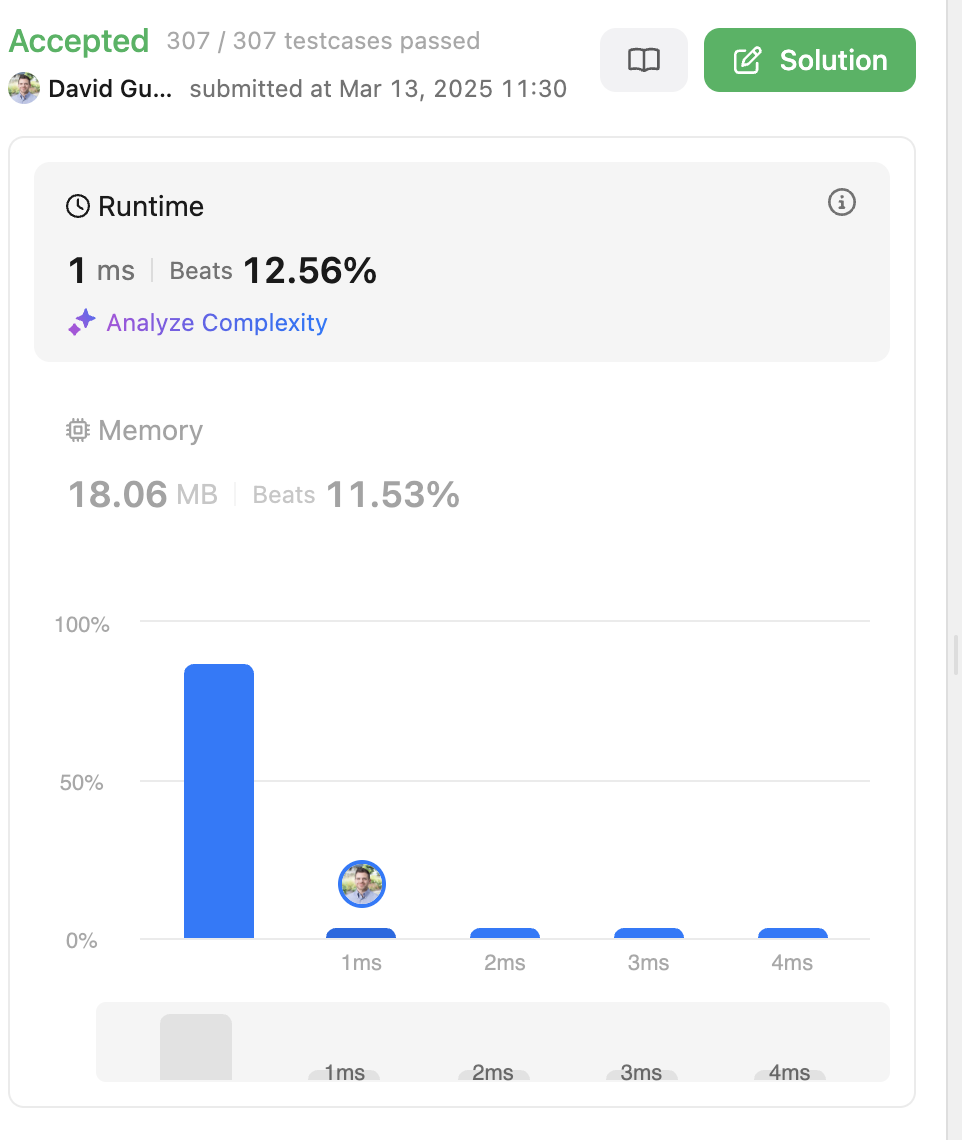 Accepted 307 / 307 testcases passed
David Gu... submitted at Mar 13, 2025 11:30
Solution
Runtime
1 ms Beats 12.56%
Analyze Complexity
Memory
18.06 MB Beats 11.53%
100%
50%
0%
1ms 2ms 3ms 4ms
1ms 2ms 3ms 4ms